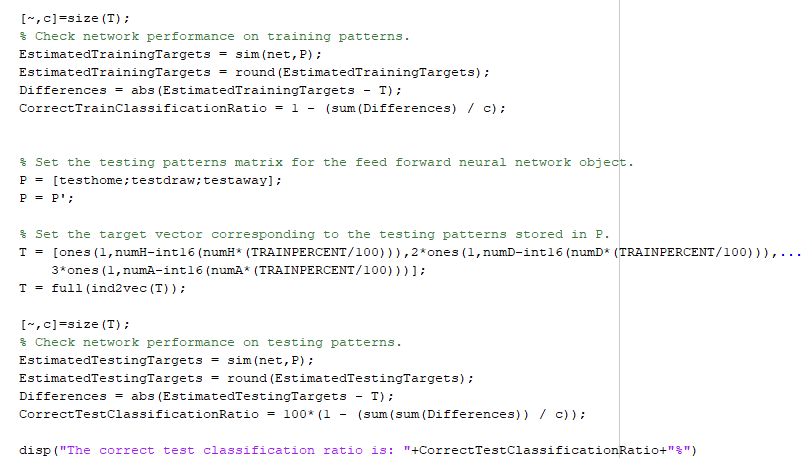 [~,c]=size(T);
% Check network performance on training patterns.
EstimatedTrainingTargets = sim(net,P);
EstimatedTrainingTargets = round(EstimatedTrainingTargets);
Differences = abs(EstimatedTrainingTargets - T);
CorrectTrainClassificationRatio = 1 - (sum(Differences) / c);
% Set the testing patterns matrix for the feed forward neural network object.
P = [testhome;testdraw;testaway];
P = P';
% Set the target vector corresponding to the testing patterns stored in P.
T = [ones(1,numH-int16(numH*(TRAINPERCENT/100))),2*ones(1,numD-int16(numD*(TRAINPERCENT/100))),...
3*ones(1,numA-int16(numA*(TRAINPERCENT/100)))];
T = full(ind2vec(T));
[~,c]=size(T);
% Check network performance on testing patterns.
EstimatedTestingTargets = sim(net,P);
EstimatedTestingTargets = round(EstimatedTestingTargets);
Differences = abs(EstimatedTestingTargets - T);
CorrectTestClassificationRatio = 100*(1 - (sum(sum(Differences)) / c));
disp("The correct test classification ratio is: "+CorrectTestClassificationRatio+"%")